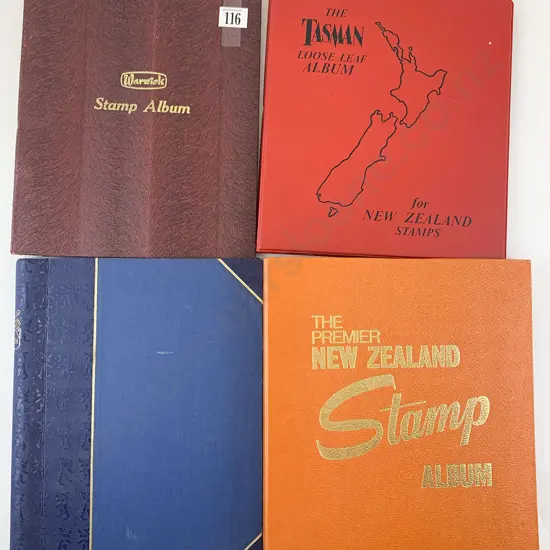 116
Warwick
Stamp Album
THE
TASMAN
LOOSE LEAF
ALBUM
for
NEW ZEALAND
STAMPS
THE
PREMIER
NEW ZEALAND
Stamp
ALBUM